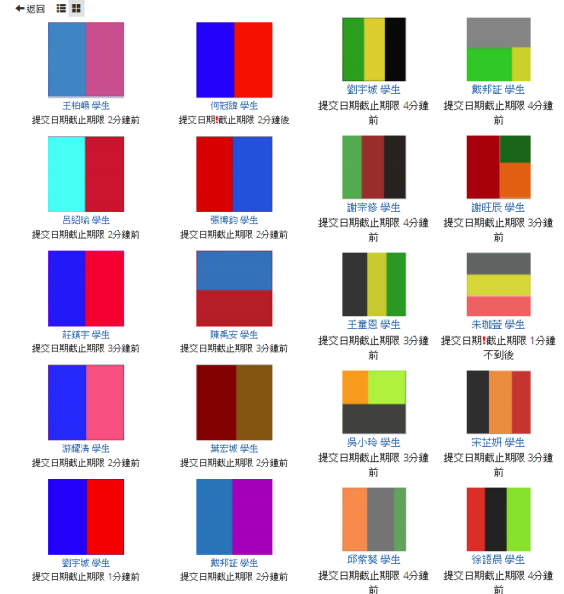 返回
王柏嶧 學生
提交日期截止期限 2分鐘前
何冠緯 學生
提交日期!截止期限 2分鐘後
劉宇城 學生
提交日期截止期限 4分鐘
前
戴邦証 學生
提交日期截止期限 4分鐘
前
呂紹瑜 學生
提交日期截止期限 2分鐘前
張博鈞 學生
提交日期截止期限 2分鐘前
謝宗修 學生
提交日期截止期限 4分鐘
前
謝旺辰 學生
提交日期截止期限 3分鐘
前
莊鎮宇 學生
提交日期截止期限 3分鐘前
陳禹安 學生
提交日期截止期限 3分鐘前
王童恩 學生
提交日期截止期限 3分鐘
前
朱珈萱 學生
提交日期!截止期限 1分鐘
不到後
游耀濤 學生
提交日期截止期限 2分鐘前
葉宏城 學生
提交日期截止期限 2分鐘前
吳小玲 學生
提交日期截止期限 3分鐘
前
宋芷妍 學生
提交日期截止期限 3分鐘
前
劉宇城 學生
提交日期截止期限 1分鐘前
戴邦証 學生
提交日期截止期限 2分鐘前
邱紫葜 學生
提交日期截止期限 4分鐘
前
徐語晨 學生
提交日期截止期限 4分鐘
前